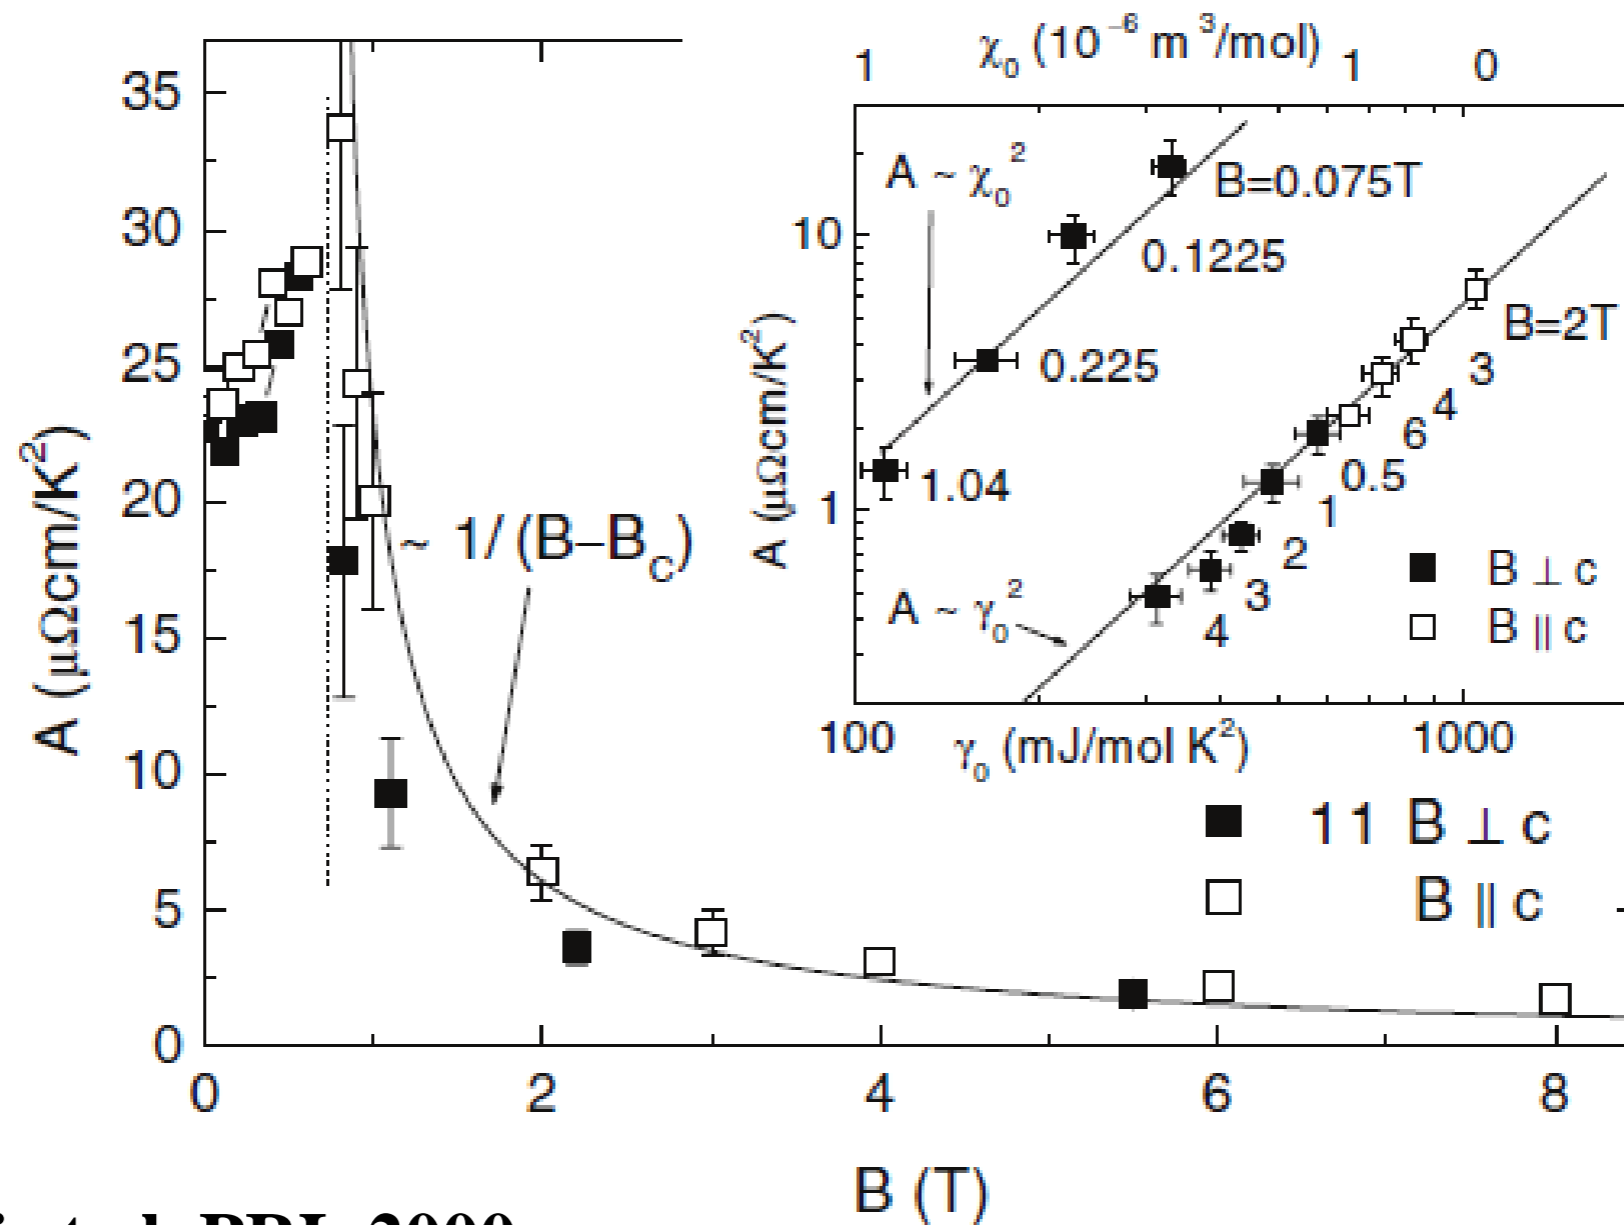 35
30
25
20
15
10
5
0
A (μΩcm/K²)
0 2 4 6 8
B (T)
~ 1/(B–B_C)
χ₀ (10⁻⁶ m³/mol)
1 1 0
A ~ χ₀²
B=0.075T
0.1225
0.225
1.04
B=2T
3
4
6
0.5
1
2
3
4
A ~ γ₀²
10
1
A (μΩcm/K²)
B ⊥ c
B ∥ c
100 1000
γ₀ (mJ/mol K²)
11 B ⊥ c
B ∥ c
PRL 2000